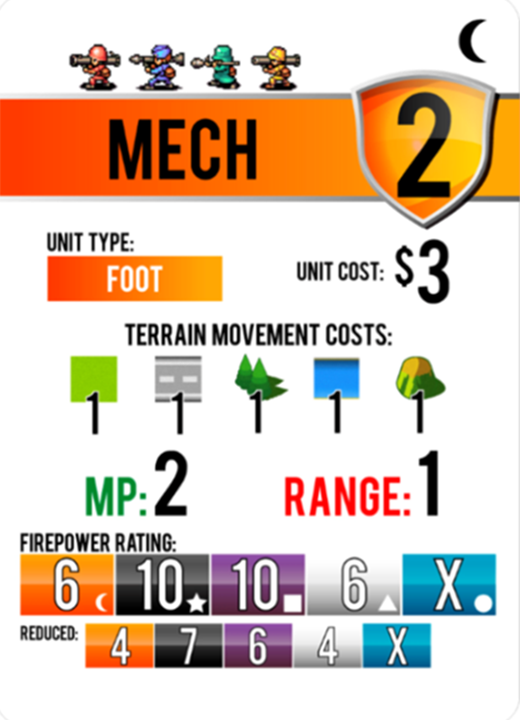 MECH
2
UNIT TYPE:
FOOT
UNIT COST: $3
TERRAIN MOVEMENT COSTS:
1 1 1 1 1
MP: 2 RANGE: 1
FIREPOWER RATING:
6 10 10 6 X
REDUCED: 4 7 6 4 X